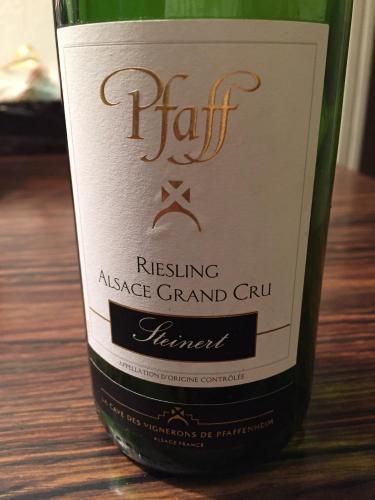 Pfaff
RIESLING
ALSACE GRAND CRU
Steinert
APPELLATION D'ORIGINE CONTRÔLÉE
LA CAVE DES VIGNERONS DE PFAFFENHEIM
ALSACE FRANCE